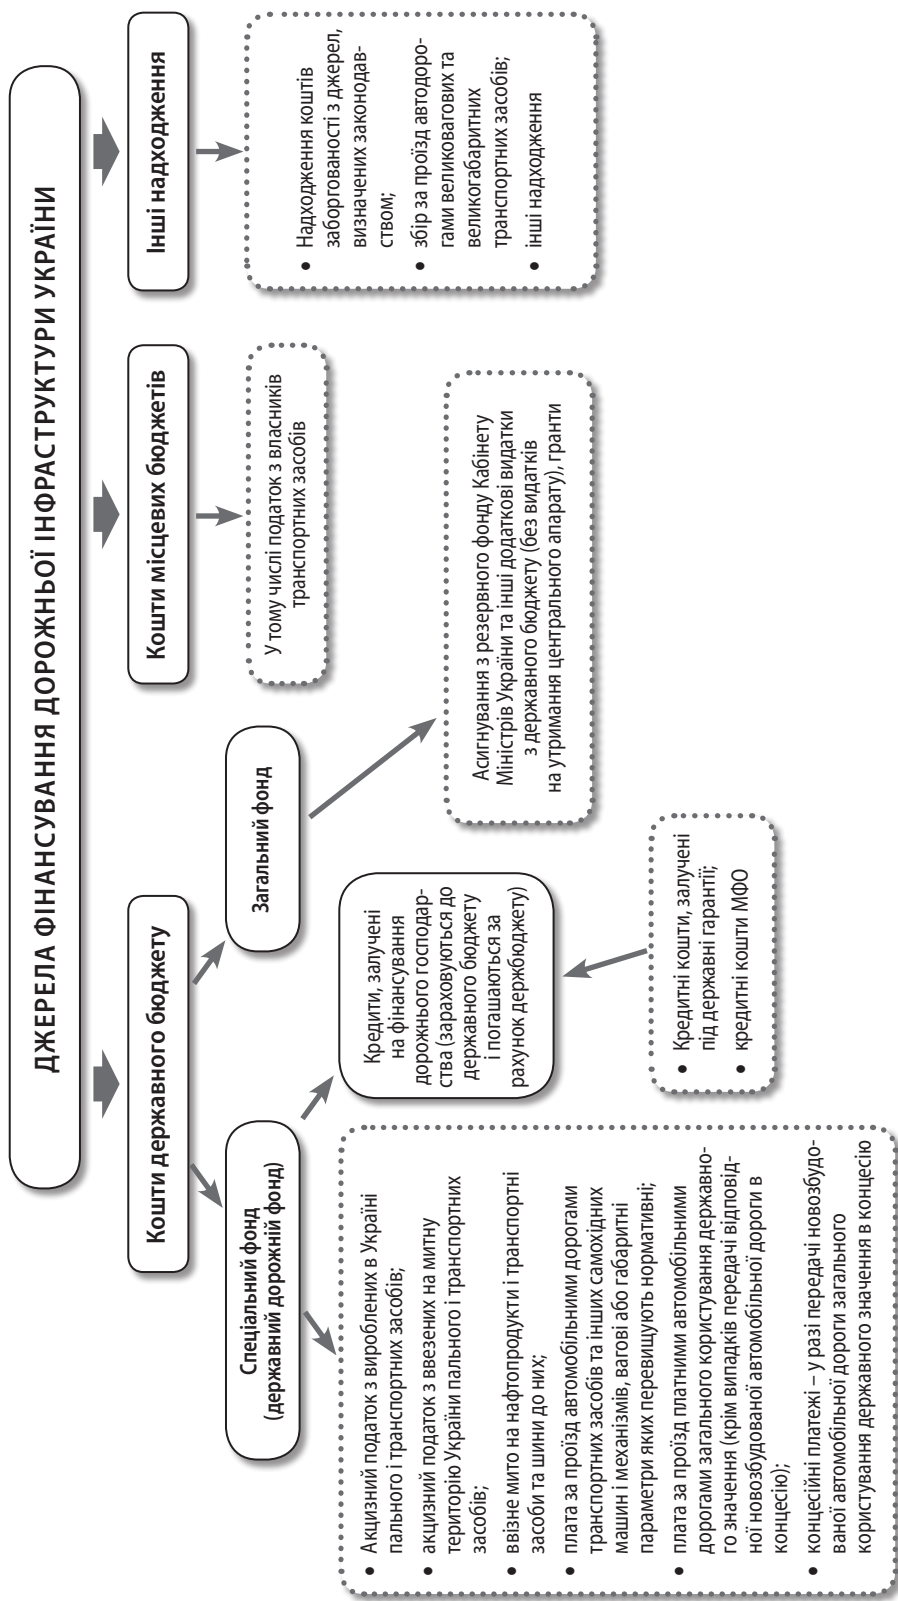 ДЖЕРЕЛА ФІНАНСУВАННЯ ДОРОЖНЬОЇ ІНФРАСТРУКТУРИ УКРАЇНИ
Кошти державного бюджету
Кошти місцевих бюджетів
Інші надходження
Спеціальний фонд
(державний дорожній фонд)
Загальний фонд
У тому числі податок з власників
транспортних засобів
• Надходження коштів
заборгованості з джерел,
визначених законодав-
ством;
• збір за проїзд автодоро-
гами великовагових та
великогабаритних
транспортних засобів;
• інші надходження
• Акцизний податок з вироблених в Україні
пального і транспортних засобів;
• акцизний податок з ввезених на митну
територію України пального і транспортних
засобів;
• ввізне мито на нафтопродукти і транспортні
засоби та шини до них;
• плата за проїзд автомобільними дорогами
транспортних засобів та інших самохідних
машин і механізмів, вагові або габаритні
параметри яких перевищують нормативні;
• плата за проїзд платними автомобільними
дорогами загального користування державно-
го значення (крім випадків передачі відповід-
ної новозбудованої автомобільної дороги в
концесію);
• концесійні платежі – у разі передачі новозбудо-
ваної автомобільної дороги загального
користування державного значення в концесію
Кредити, залучені
на фінансування
дорожнього господар-
ства (зараховуються до
державного бюджету
і погашаються за
рахунок держбюджету)
Асигнування з резервного фонду Кабінету
Міністрів України та інші додаткові видатки
з державного бюджету (без видатків
на утримання центрального апарату), гранти
• Кредитні кошти, залучені
під державні гарантії;
• кредитні кошти МФО